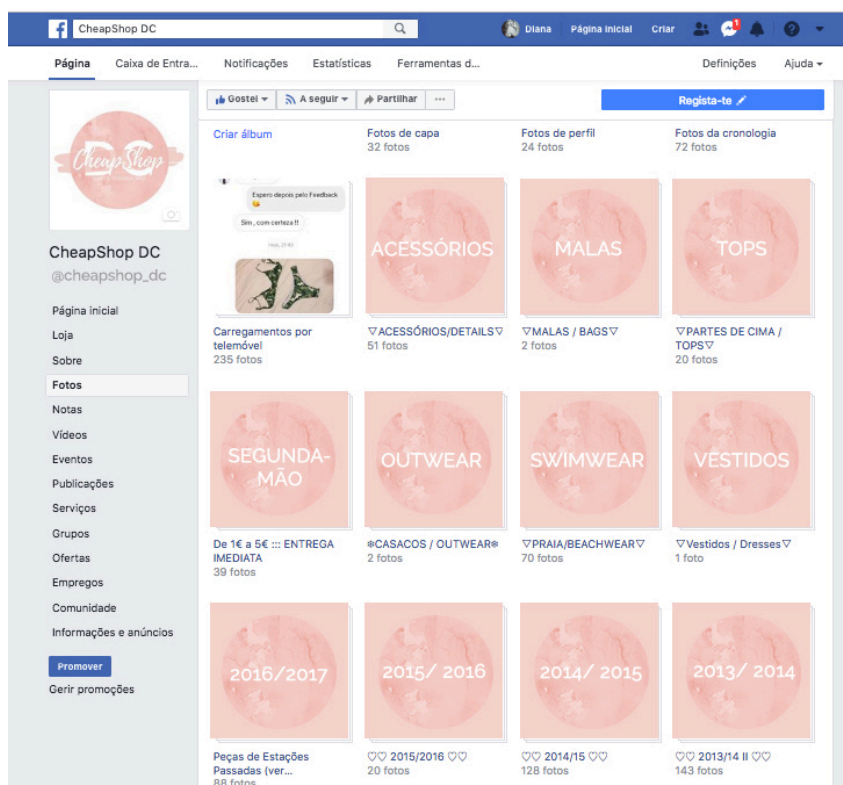 CheapShop DC
Diana
Página inicial
Criar
1
Página
Caixa de Entra...
Notificações
Estatísticas
Ferramentas d...
Definições
Ajuda
Gostei
A seguir
Partilhar
...
Regista-te
DC
CheapShop
CheapShop DC
@cheapshop_dc
Página inicial
Loja
Sobre
Fotos
Notas
Vídeos
Eventos
Publicações
Serviços
Grupos
Ofertas
Empregos
Comunidade
Informações e anúncios
Promover
Gerir promoções
Criar álbum
Fotos de capa
32 fotos
Fotos de perfil
24 fotos
Fotos da cronologia
72 fotos
Espero depois pelo Feedback
Sim , com certeza !!
Carregamentos por
telemóvel
235 fotos
ACESSÓRIOS
▽ACESSÓRIOS/DETAILS▽
51 fotos
MALAS
▽MALAS / BAGS▽
2 fotos
TOPS
▽PARTES DE CIMA /
TOPS▽
20 fotos
SEGUNDA-
MÃO
De 1€ a 5€ ::: ENTREGA
IMEDIATA
39 fotos
OUTWEAR
❄CASACOS / OUTWEAR❄
2 fotos
SWIMWEAR
▽PRAIA/BEACHWEAR▽
70 fotos
VESTIDOS
▽Vestidos / Dresses▽
1 foto
2016/2017
Peças de Estações
Passadas (ver...
88 fotos
2015/ 2016
♡♡ 2015/2016 ♡♡
20 fotos
2014/ 2015
♡♡ 2014/15 ♡♡
128 fotos
2013/ 2014
♡♡ 2013/14 II ♡♡
143 fotos